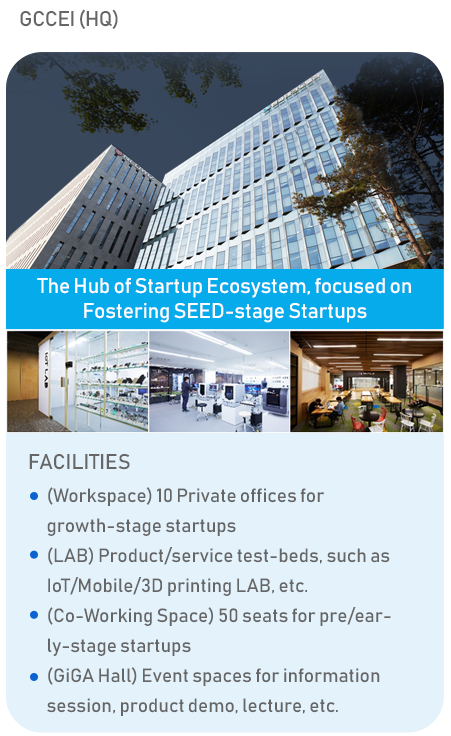 GCCEI (HQ)
The Hub of Startup Ecosystem, focused on
Fostering SEED-stage Startups
IoT LAB
FACILITIES
• (Workspace) 10 Private offices for
growth-stage startups
• (LAB) Product/service test-beds, such as
IoT/Mobile/3D printing LAB, etc.
• (Co-Working Space) 50 seats for pre/ear-
ly-stage startups
• (GiGA Hall) Event spaces for information
session, product demo, lecture, etc.